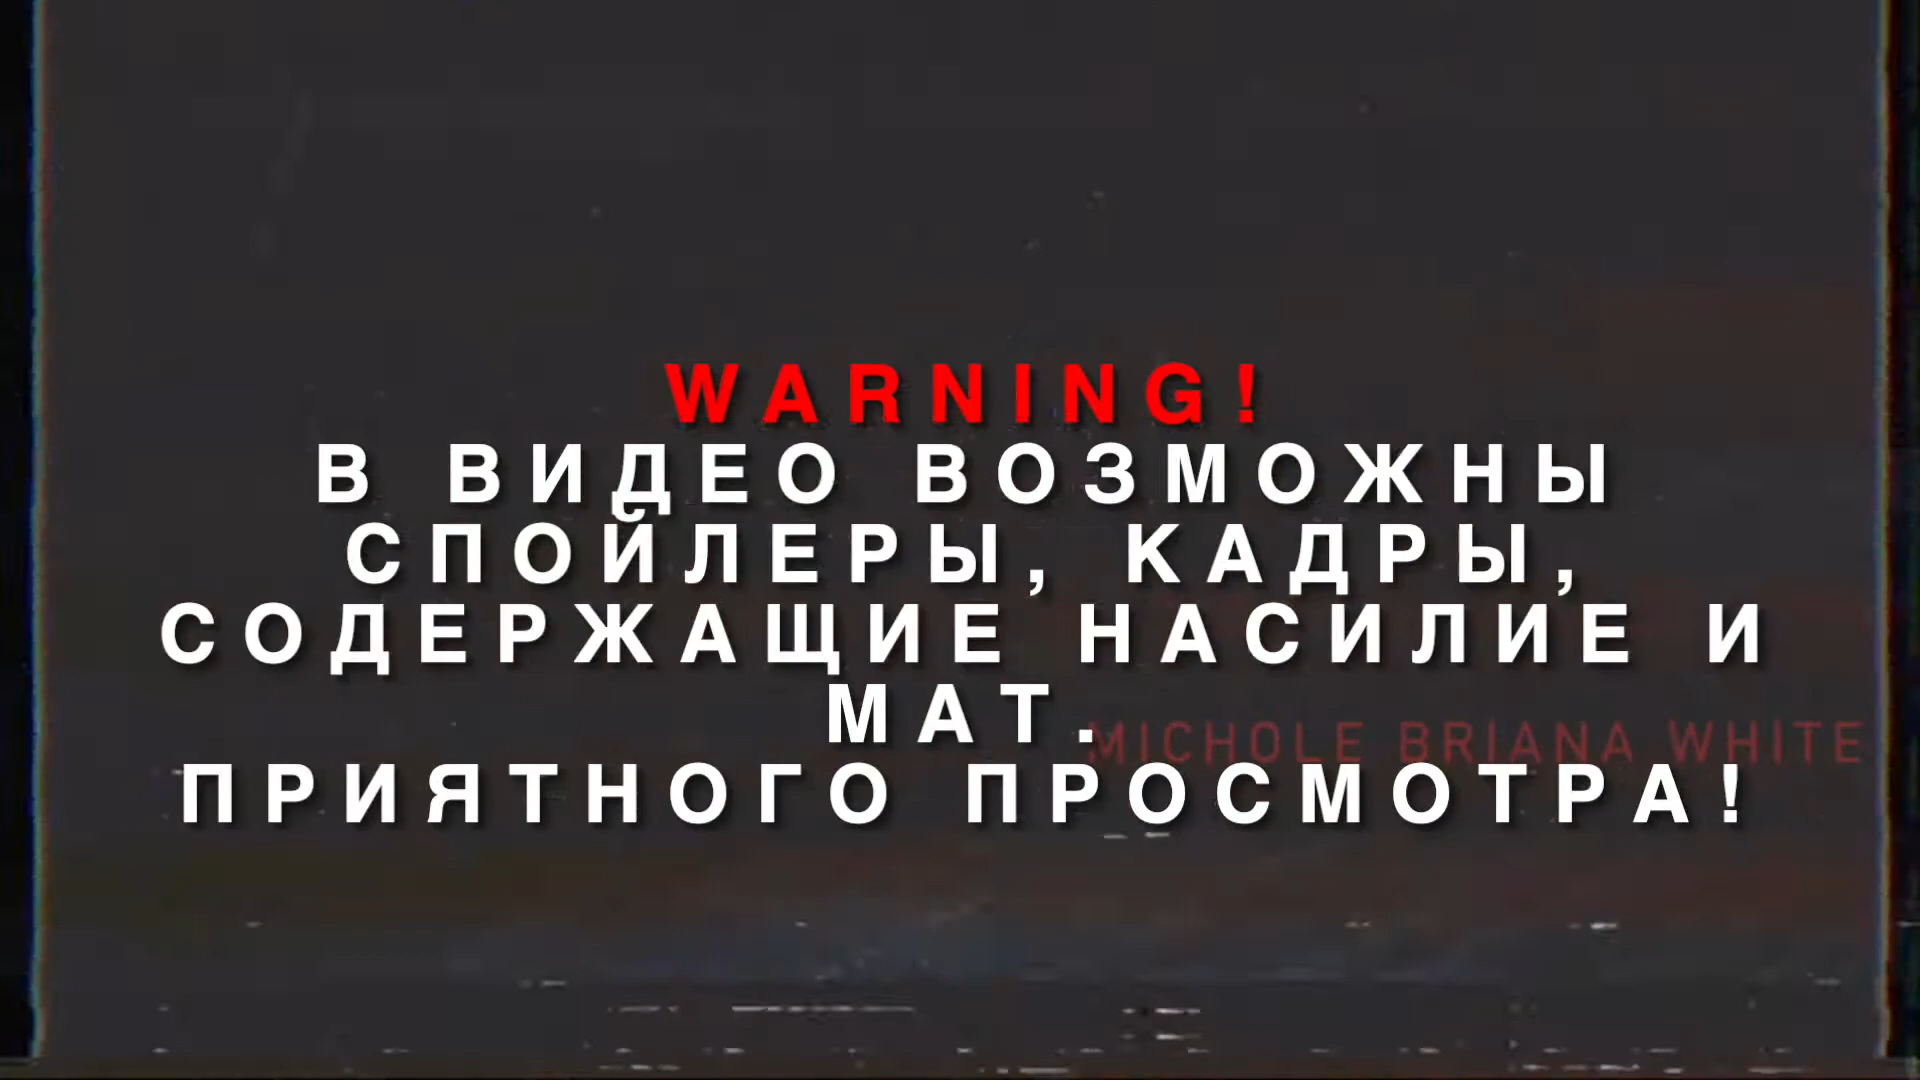 WARNING!
В ВИДЕО ВОЗМОЖНЫ
СПОЙЛЕРЫ, КАДРЫ,
СОДЕРЖАЩИЕ НАСИЛИЕ И
МАТ.
MICHOLE BRIANA WHITE
ПРИЯТНОГО ПРОСМОТРА!